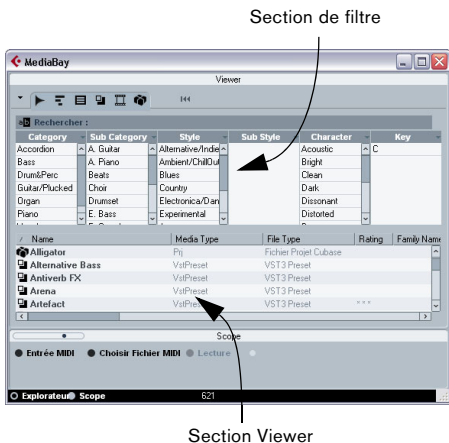 Section de filtre
MediaBay
Viewer
Rechercher :
Category Sub Category Style Sub Style Character Key
Accordion A. Guitar Alternative/Indie Acoustic C
Bass A. Piano Ambient/ChillOut Bright
Drum&Perc Beats Blues Clean
Guitar/Plucked Choir Country Dark
Organ Drumset Electronica/Dan Dissonant
Piano E. Bass Experimental Distorted
Name Media Type File Type Rating Family Name
Alligator Prj Fichier Projet Cubase
Alternative Bass VstPreset VST3 Preset
Antiverb FX VstPreset VST3 Preset
Arena VstPreset VST3 Preset
Artefact VstPreset VST3 Preset ***
Scope
Entrée MIDI Choisir Fichier MIDI Lecture
Explorateur Scope 621
Section Viewer